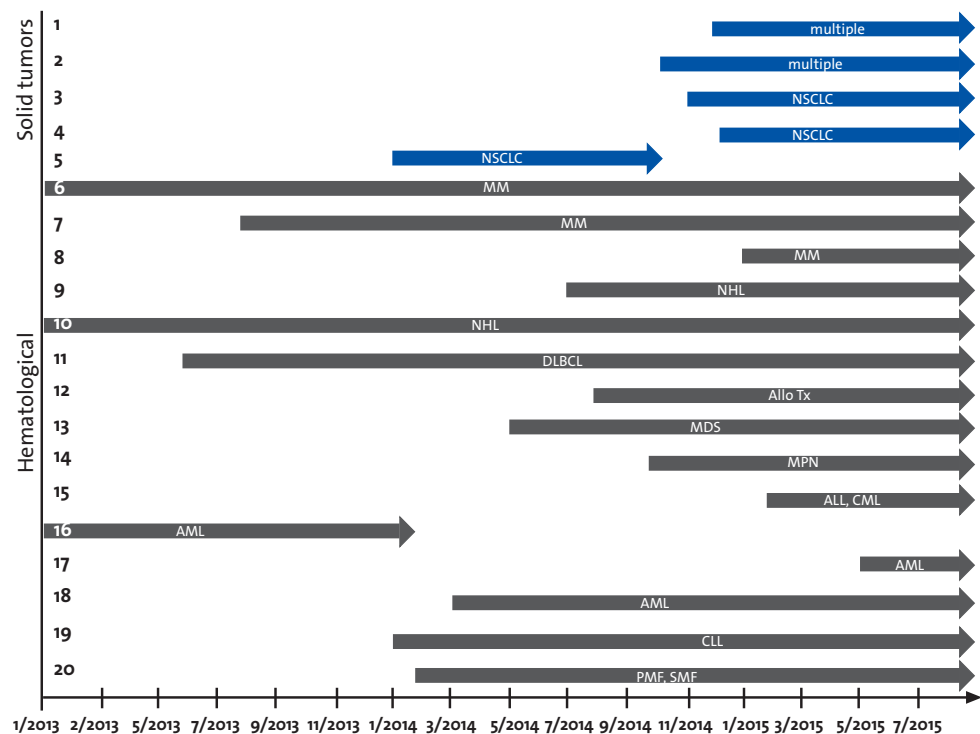 Solid tumors
1 multiple
2 multiple
3 NSCLC
4 NSCLC
5 NSCLC
Hematological
6 MM
7 MM
8 MM
9 NHL
10 NHL
11 DLBCL
12 Allo Tx
13 MDS
14 MPN
15 ALL, CML
16 AML
17 AML
18 AML
19 CLL
20 PMF, SMF
1/2013 2/2013 5/2013 7/2013 9/2013 11/2013 1/2014 3/2014 5/2014 7/2014 9/2014 11/2014 1/2015 3/2015 5/2015 7/2015